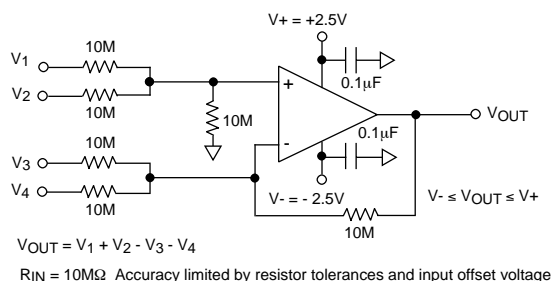 V+ = +2.5V
V1
10M
V2
10M
10M
0.1µF
+
-
VOUT
0.1µF
V3
10M
V4
10M
V- = - 2.5V
V- ≤ VOUT ≤ V+
10M
VOUT = V1 + V2 - V3 - V4
RIN = 10MΩ Accuracy limited by resistor tolerances and input offset voltage